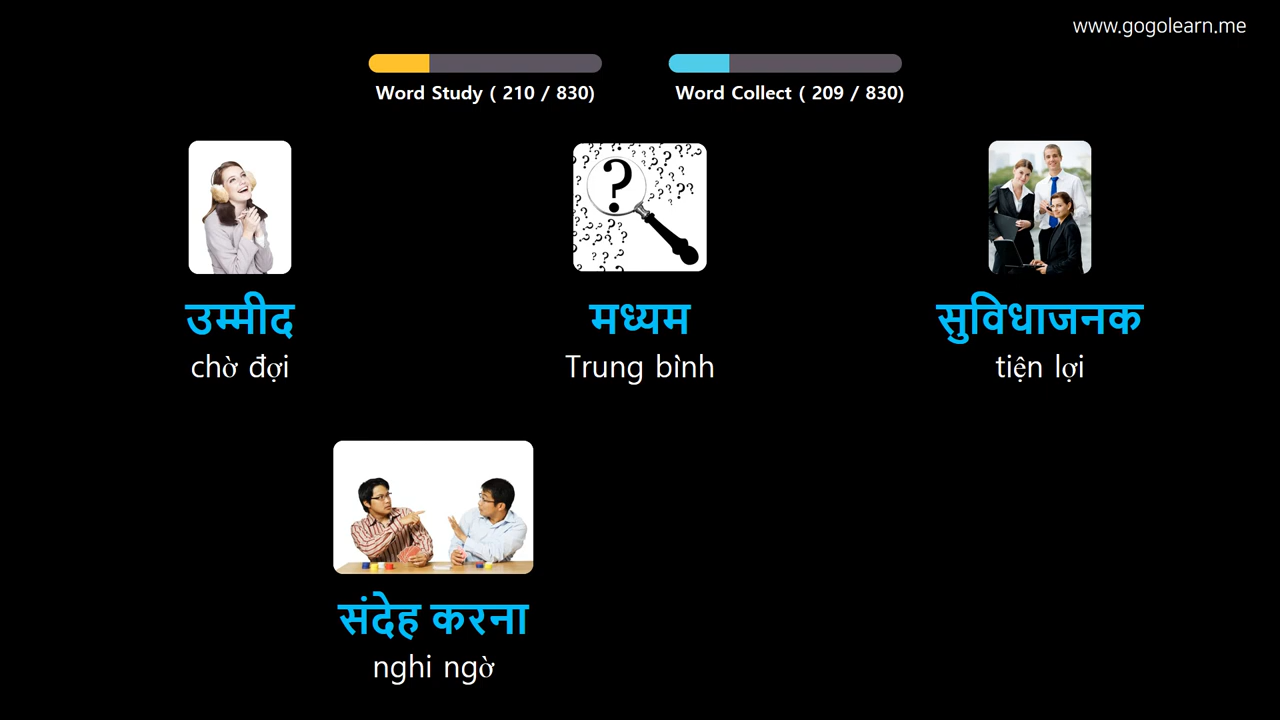 www.gogolearn.me
Word Study ( 210 / 830)
Word Collect ( 209 / 830)
उम्मीद
chờ đợi
मध्यम
Trung bình
सुविधाजनक
tiện lợi
संदेह करना
nghi ngờ